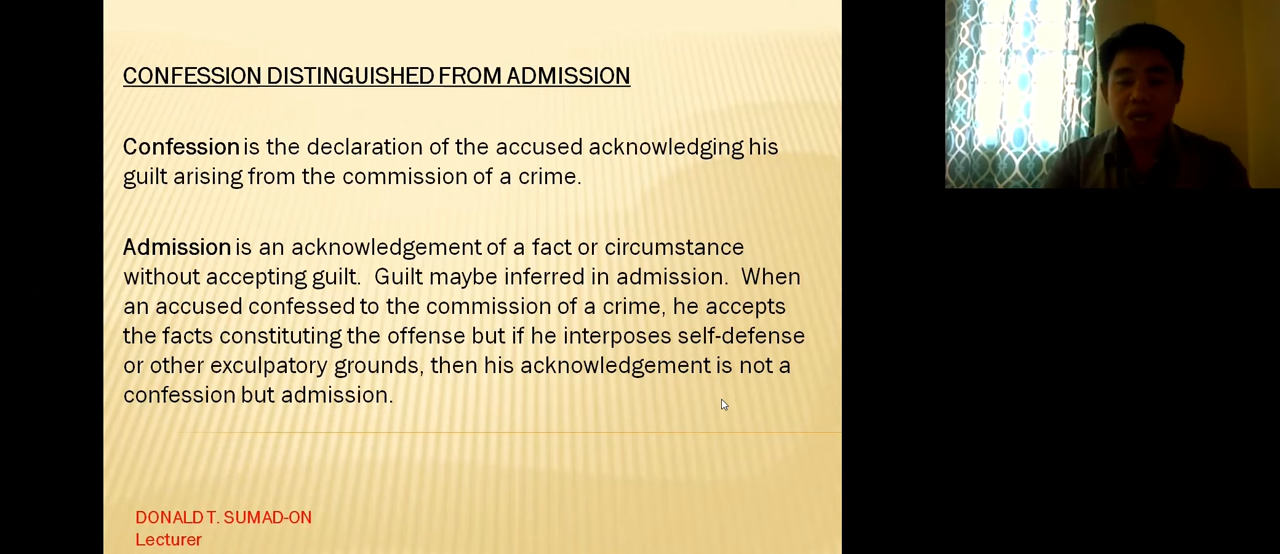 CONFESSION DISTINGUISHED FROM ADMISSION
Confession is the declaration of the accused acknowledging his
guilt arising from the commission of a crime.
Admission is an acknowledgement of a fact or circumstance
without accepting guilt.  Guilt maybe inferred in admission.  When
an accused confessed to the commission of a crime, he accepts
the facts constituting the offense but if he interposes self-defense
or other exculpatory grounds, then his acknowledgement is not a
confession but admission.
DONALD T. SUMAD-ON
Lecturer